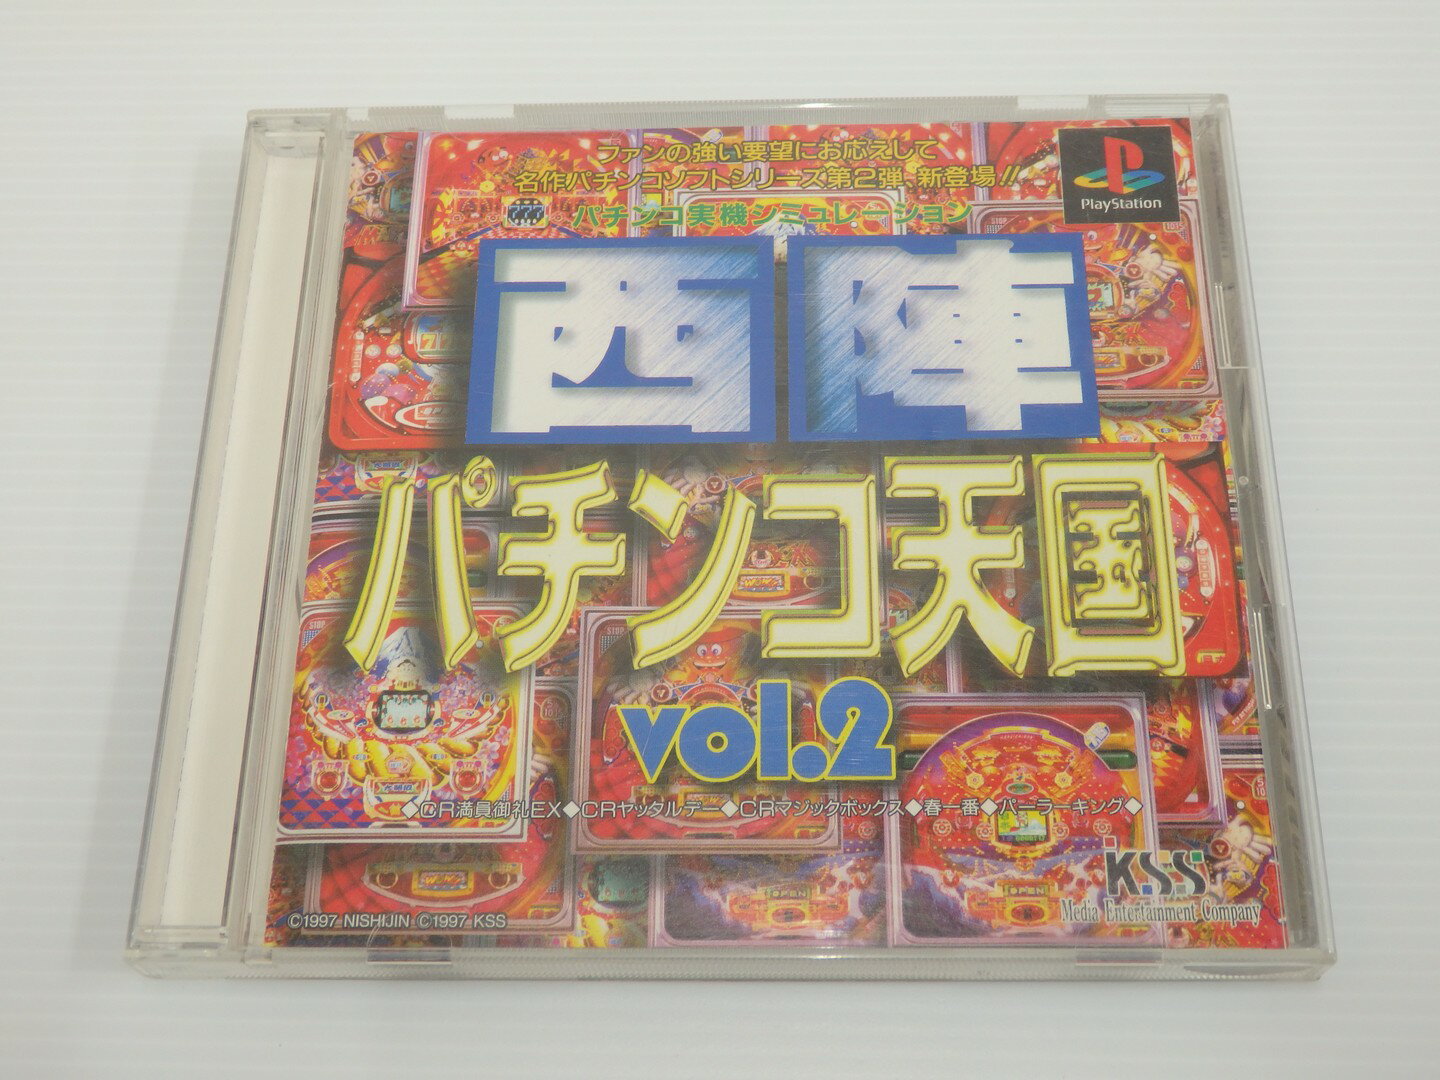 ファンの強い要望にお応えして
名作パチンコソフトシリーズ第2弾、新登場!!
777 パチンコ実機シミュレーション
PlayStation
西陣
パチンコ天国
vol.2
◆CR満員御礼EX◆CRヤッタルデー◆CRマジックボックス◆春一番◆パーラーキング◆
KSS
Media Entertainment Company
©1997 NISHIJIN ©1997 KSS